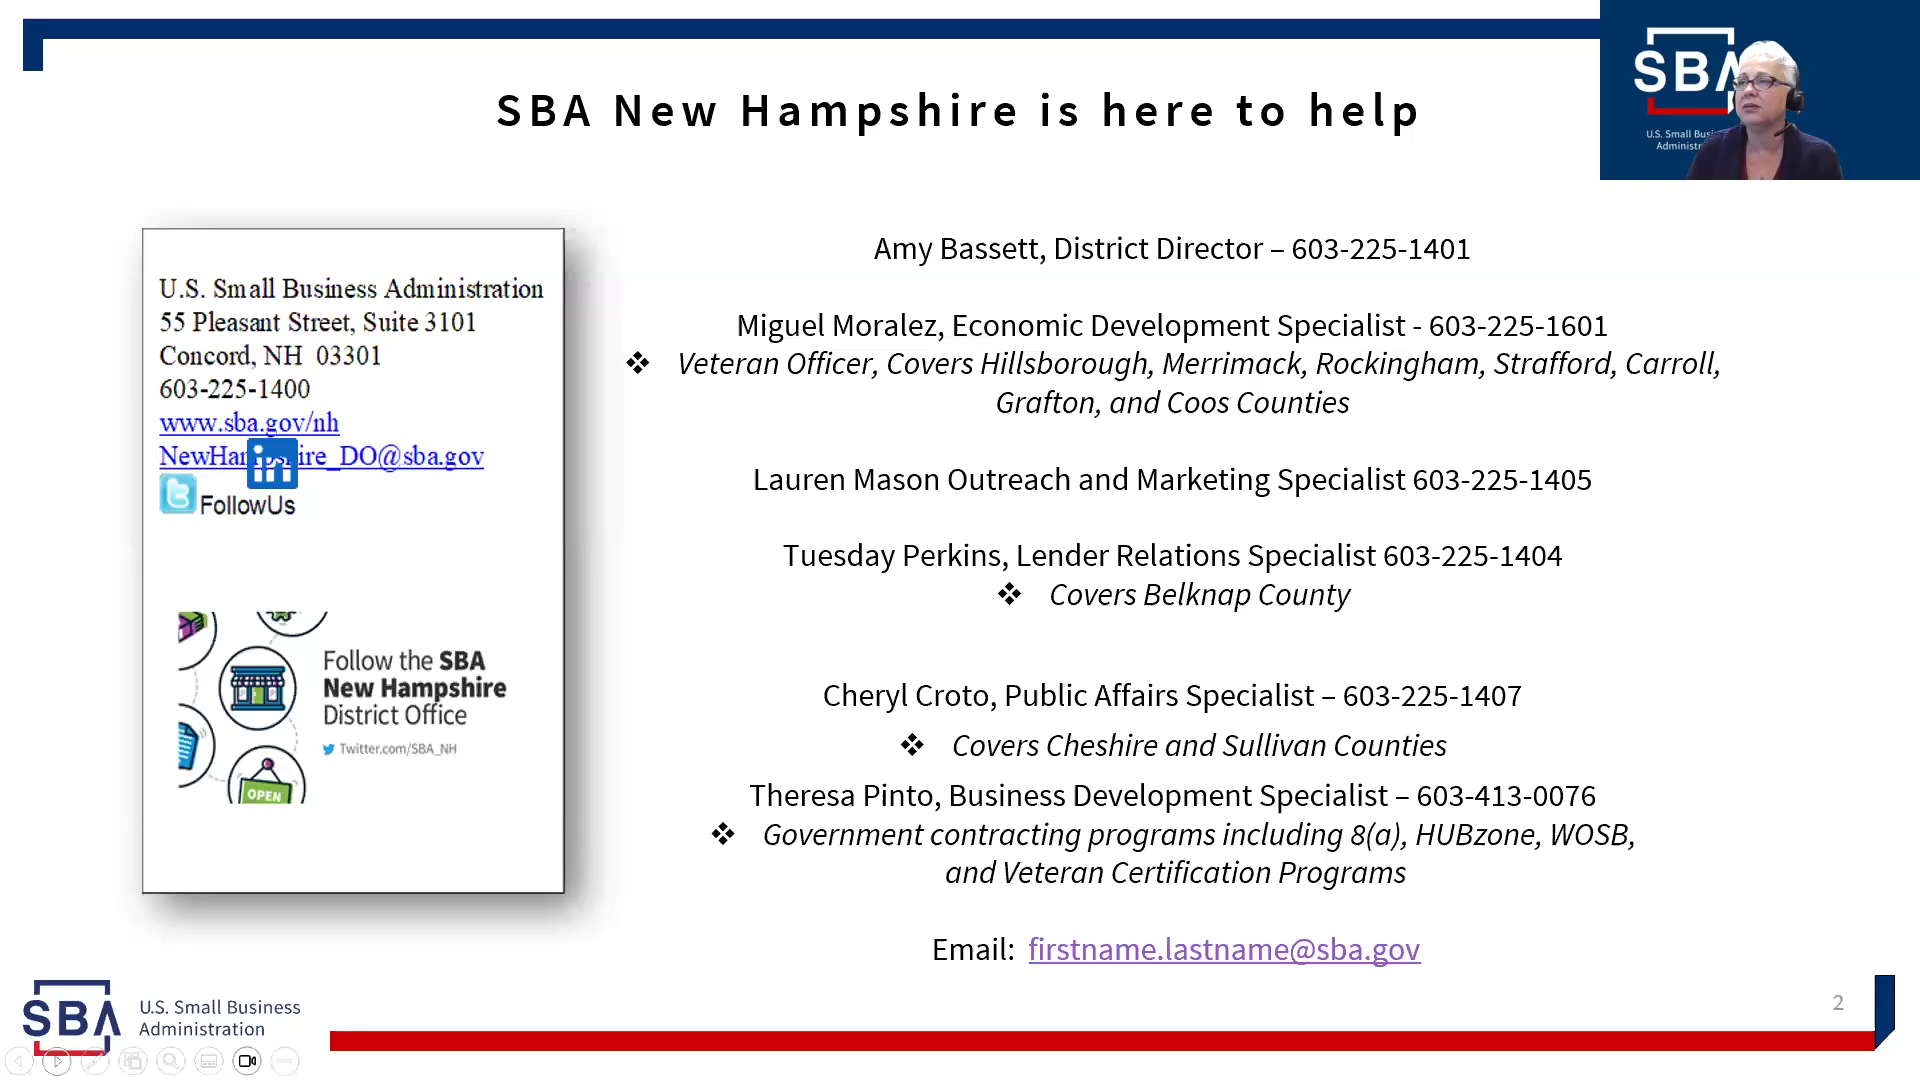 SBA New Hampshire is here to help
SBA
U.S. Small
U.S. Small Business Administration
55 Pleasant Street, Suite 3101
Concord, NH 03301
603-225-1400
www.sba.gov/nh
FollowUs
Follow the SBA
New Hampshire
District Office
Twitter.com/SBA_NH
OPEN
Amy Bassett, District Director – 603-225-1401
Miguel Moralez, Economic Development Specialist - 603-225-1601
❖ Veteran Officer, Covers Hillsborough, Merrimack, Rockingham, Strafford, Carroll,
Grafton, and Coos Counties
Lauren Mason Outreach and Marketing Specialist 603-225-1405
Tuesday Perkins, Lender Relations Specialist 603-225-1404
❖ Covers Belknap County
Cheryl Croto, Public Affairs Specialist – 603-225-1407
❖ Covers Cheshire and Sullivan Counties
Theresa Pinto, Business Development Specialist – 603-413-0076
❖ Government contracting programs including 8(a), HUBzone, WOSB,
and Veteran Certification Programs
Email: firstname.lastname@sba.gov
SBA
U.S. Small Business
Administration
2